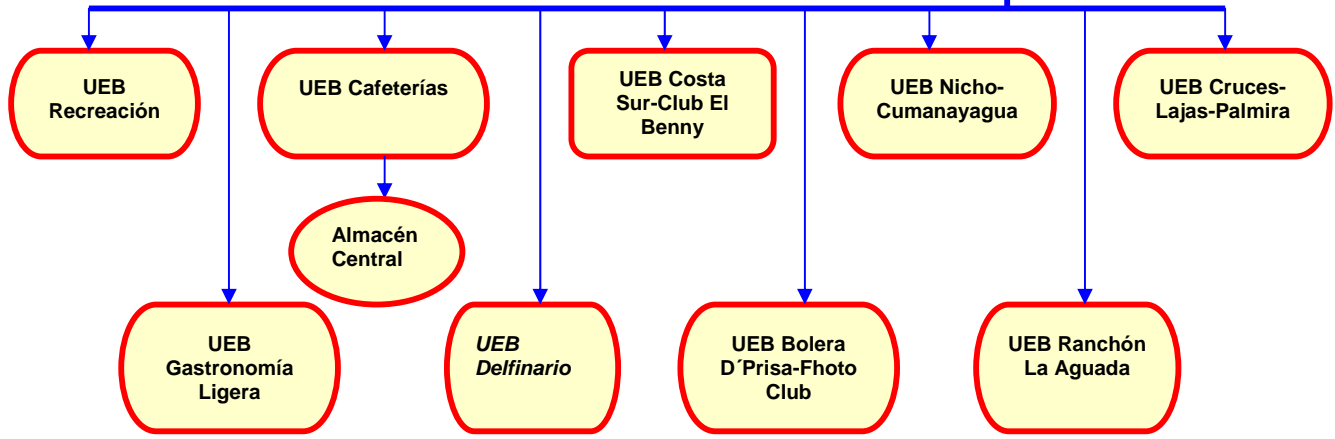 UEB
Recreación
UEB Cafeterías
UEB Costa
Sur-Club El
Benny
UEB Nicho-
Cumanayagua
UEB Cruces-
Lajas-Palmira
Almacén
Central
UEB
Gastronomía
Ligera
UEB
Delfinario
UEB Bolera
D´Prisa-Fhoto
Club
UEB Ranchón
La Aguada